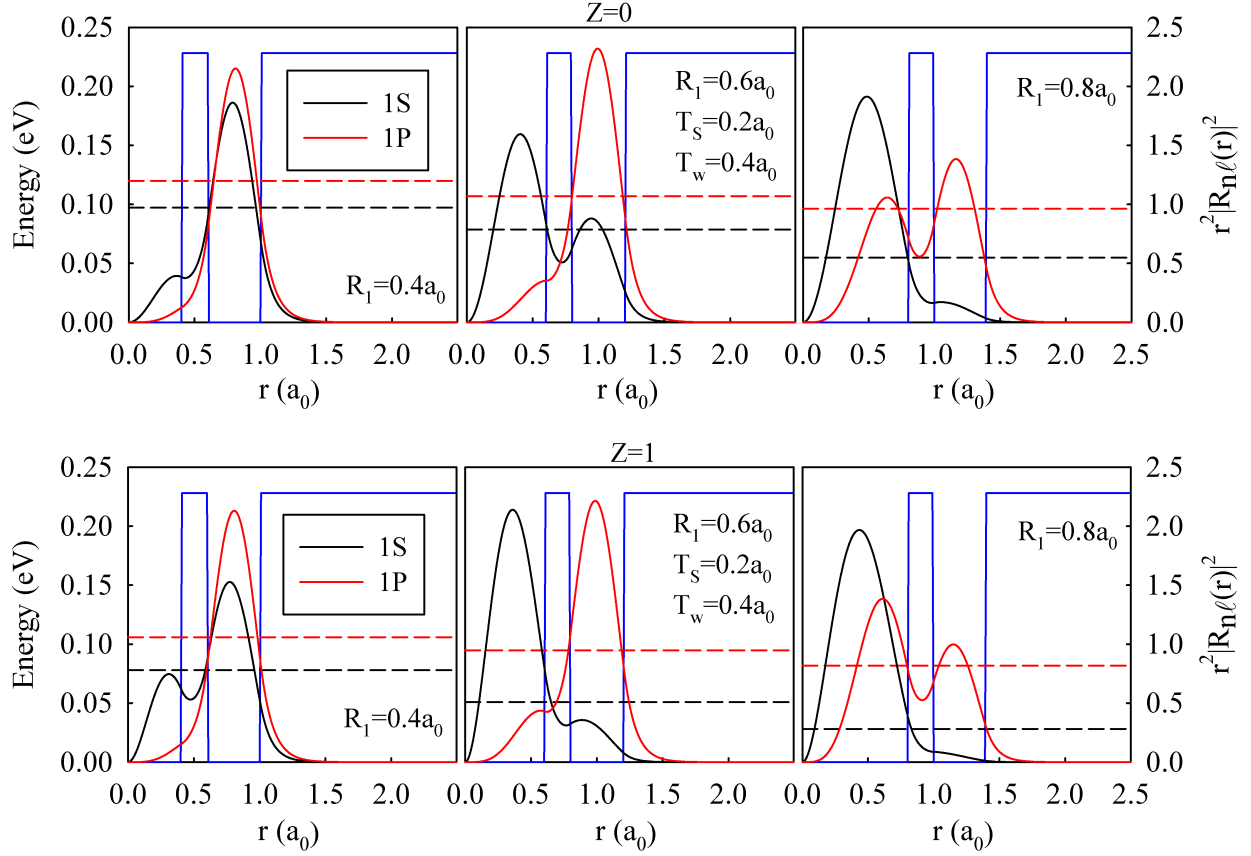 Z=0
0.25
0.20
0.15
0.10
0.05
0.00
Energy (eV)
1S
1P
R₁=0.4a₀
R₁=0.6a₀
T_S=0.2a₀
T_w=0.4a₀
R₁=0.8a₀
2.5
2.0
1.5
1.0
0.5
0.0
r²|R_nℓ(r)|²
0.0 0.5 1.0 1.5 2.0
0.5 1.0 1.5 2.0
0.0 0.5 1.0 1.5 2.0 2.5
r (a₀)
r (a₀)
r (a₀)
Z=1
0.25
0.20
0.15
0.10
0.05
0.00
Energy (eV)
1S
1P
R₁=0.4a₀
R₁=0.6a₀
T_S=0.2a₀
T_w=0.4a₀
R₁=0.8a₀
2.5
2.0
1.5
1.0
0.5
0.0
r²|R_nℓ(r)|²
0.0 0.5 1.0 1.5 2.0
0.0 0.5 1.0 1.5 2.0
0.0 0.5 1.0 1.5 2.0 2.5
r (a₀)
r (a₀)
r (a₀)